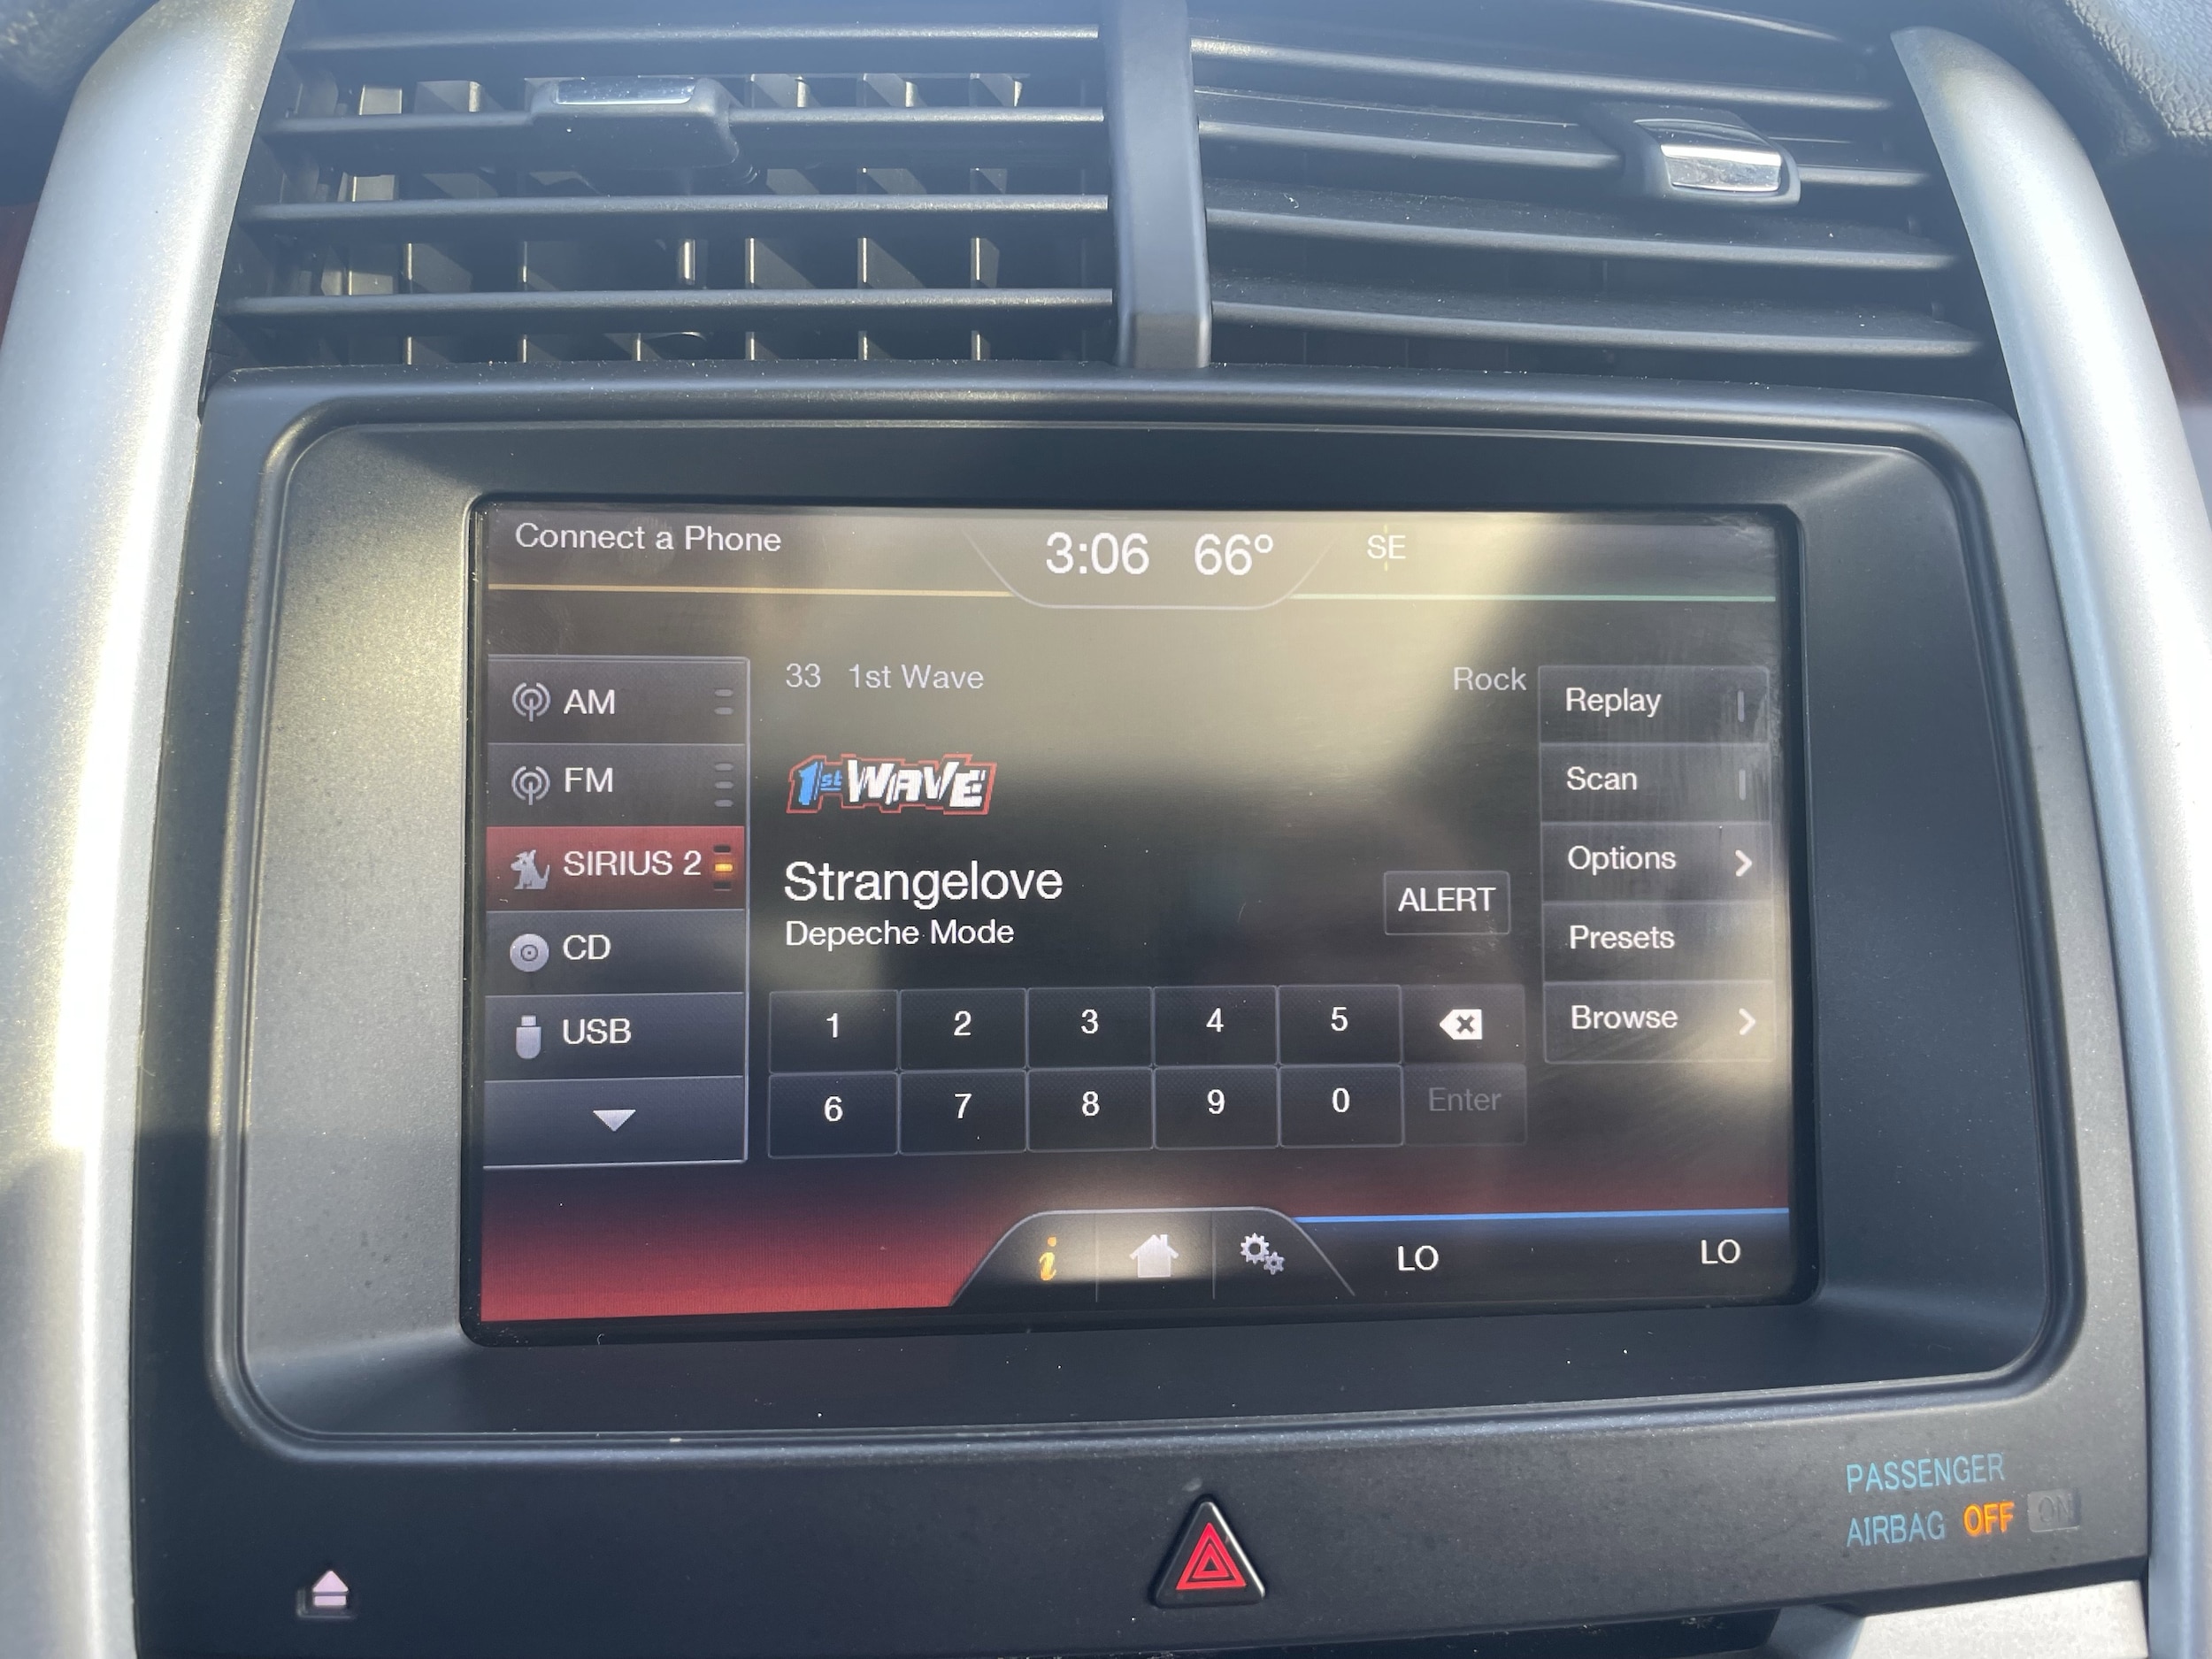 Connect a Phone
3:06 66° SE
33 1st Wave Rock
1st WAVE
Strangelove
Depeche Mode
ALERT
AM
FM
SIRIUS 2
CD
USB
Replay
Scan
Options
Presets
Browse
1 2 3 4 5
6 7 8 9 0 Enter
i
LO LO
PASSENGER
AIRBAG OFF ON